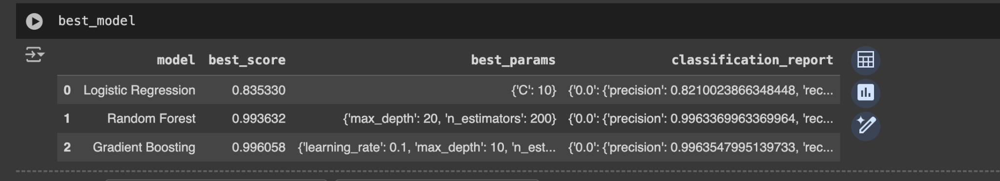 best_model
model best_score best_params classification_report
0 Logistic Regression 0.835330 {'C': 10} {'0.0': {'precision': 0.8210023866348448, 'rec...
1 Random Forest 0.993632 {'max_depth': 20, 'n_estimators': 200} {'0.0': {'precision': 0.9963369963369964, 'rec...
2 Gradient Boosting 0.996058 {'learning_rate': 0.1, 'max_depth': 10, 'n_est... {'0.0': {'precision': 0.9963547995139733, 'rec...